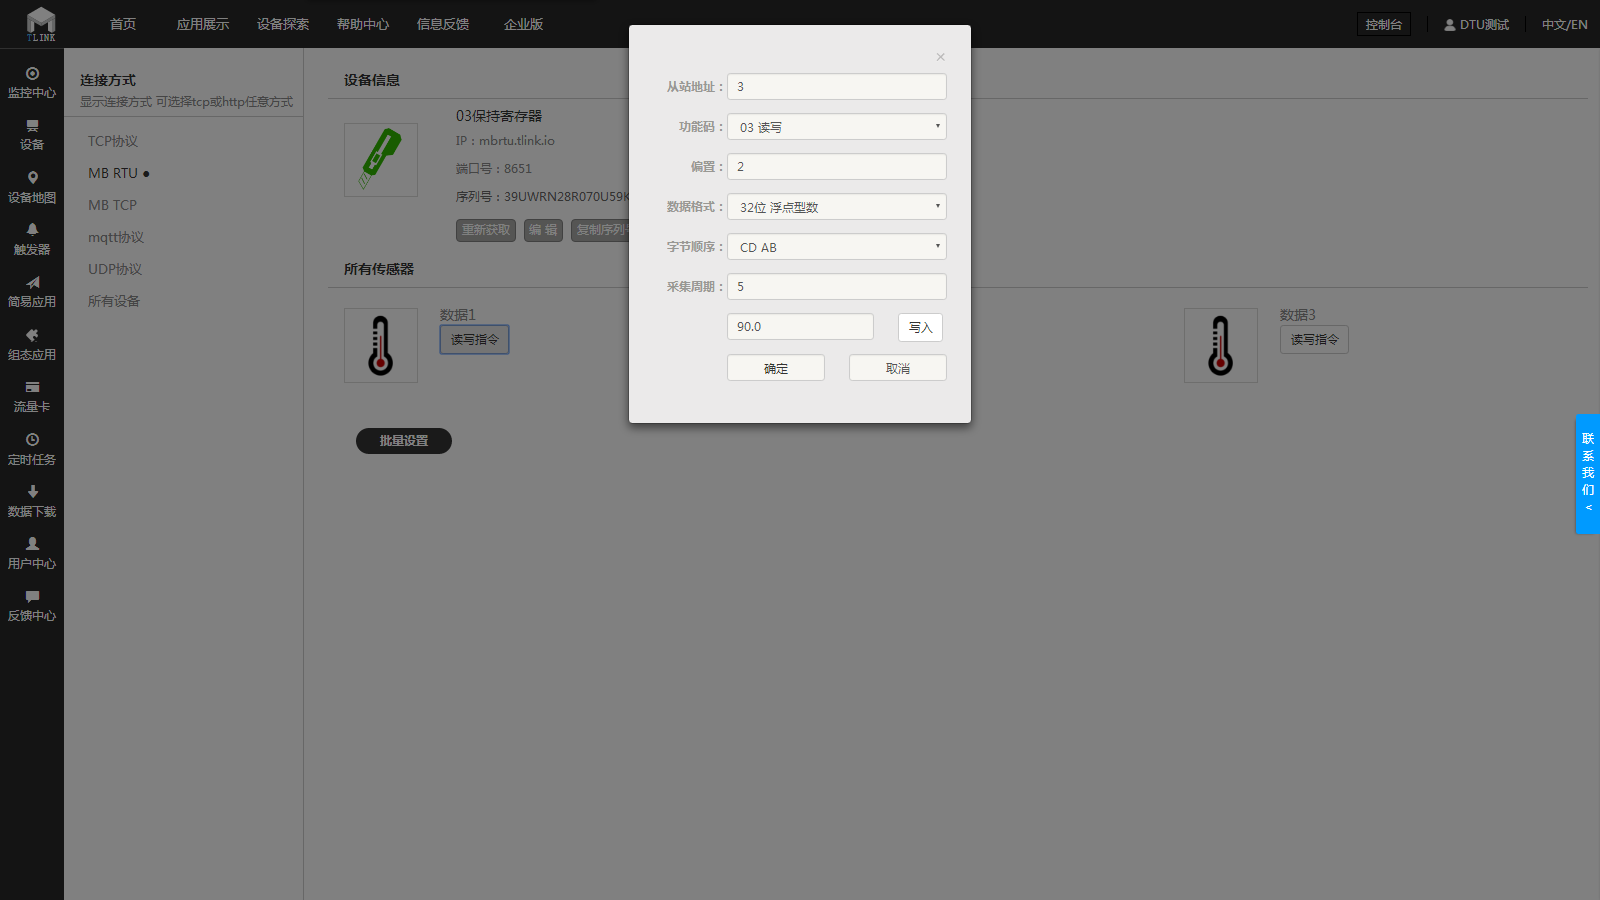 TLINK
首页
应用展示
设备探索
帮助中心
信息反馈
企业版
控制台
DTU测试
中文/EN
监控中心
设备
设备地图
触发器
简易应用
组态应用
流量卡
定时任务
数据下载
用户中心
反馈中心
连接方式
显示连接方式 可选择tcp或http任意方式
TCP协议
MB RTU ●
MB TCP
mqtt协议
UDP协议
所有设备
设备信息
03保持寄存器
IP：mbrtu.tlink.io
端口号：8651
序列号：39UWRN28R070U59K
重新获取
编 辑
复制序列号
所有传感器
数据1
读写指令
数据3
读写指令
批量设置
×
从站地址： 3
功能码： 03 读写
偏置： 2
数据格式： 32位 浮点型数
字节顺序： CD AB
采集周期： 5
90.0
写入
确定
取消
联系我们
<